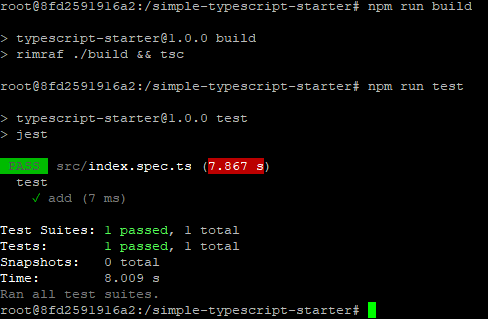 root@8fd2591916a2:/simple-typescript-starter# npm run build
> typescript-starter@1.0.0 build
> rimraf ./build && tsc
root@8fd2591916a2:/simple-typescript-starter# npm run test
> typescript-starter@1.0.0 test
> jest
PASS src/index.spec.ts (7.867 s)
test
✓ add (7 ms)
Test Suites: 1 passed, 1 total
Tests: 1 passed, 1 total
Snapshots: 0 total
Time: 8.009 s
Ran all test suites.
root@8fd2591916a2:/simple-typescript-starter#